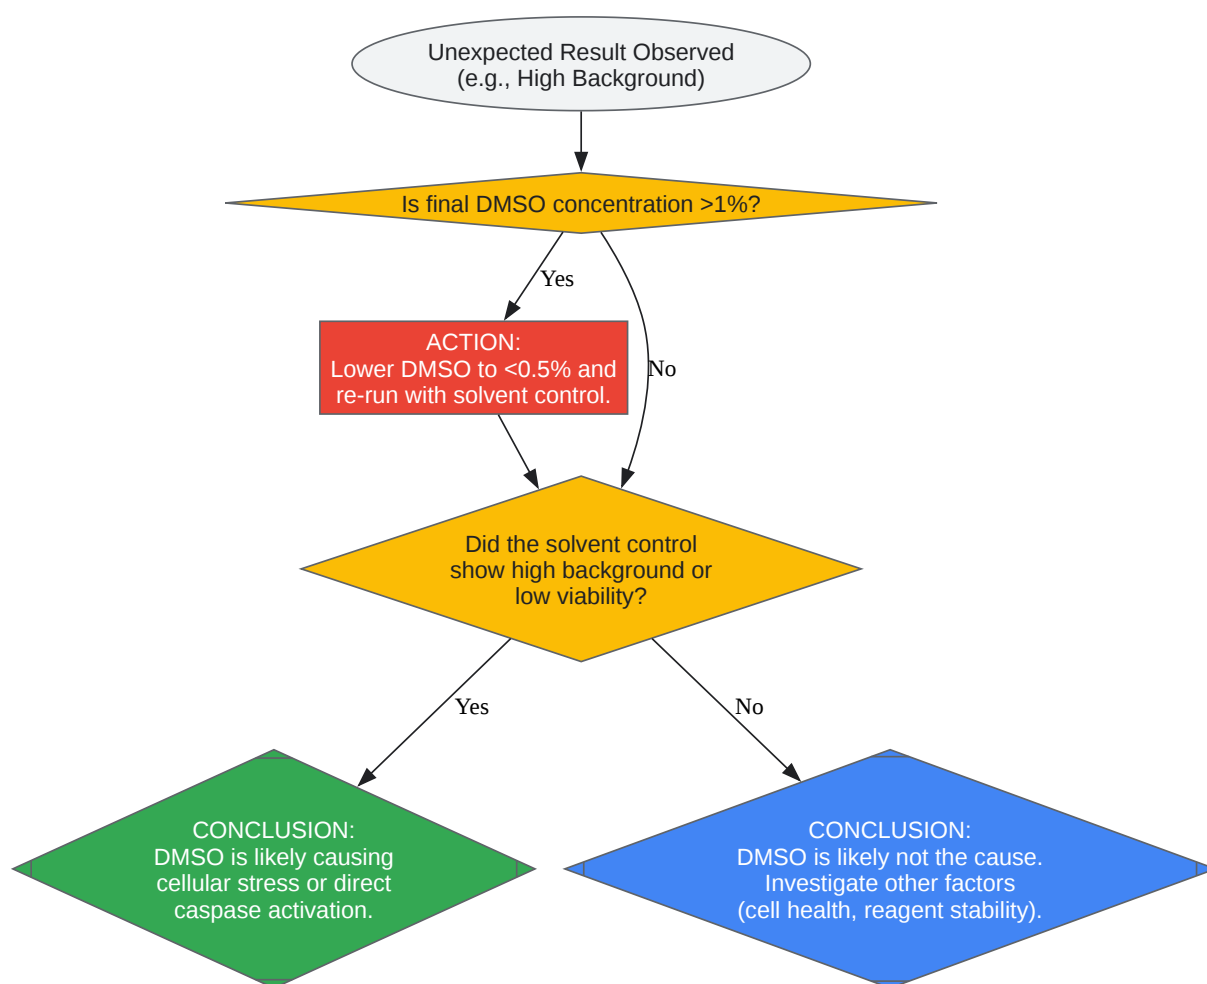 Unexpected Result Observed
(e.g., High Background)
Is final DMSO concentration >1%?
Yes
ACTION:
Lower DMSO to <0.5% and
re-run with solvent control.
No
Did the solvent control
show high background or
low viability?
Yes
No
CONCLUSION:
DMSO is likely causing
cellular stress or direct
caspase activation.
CONCLUSION:
DMSO is likely not the cause.
Investigate other factors
(cell health, reagent stability).